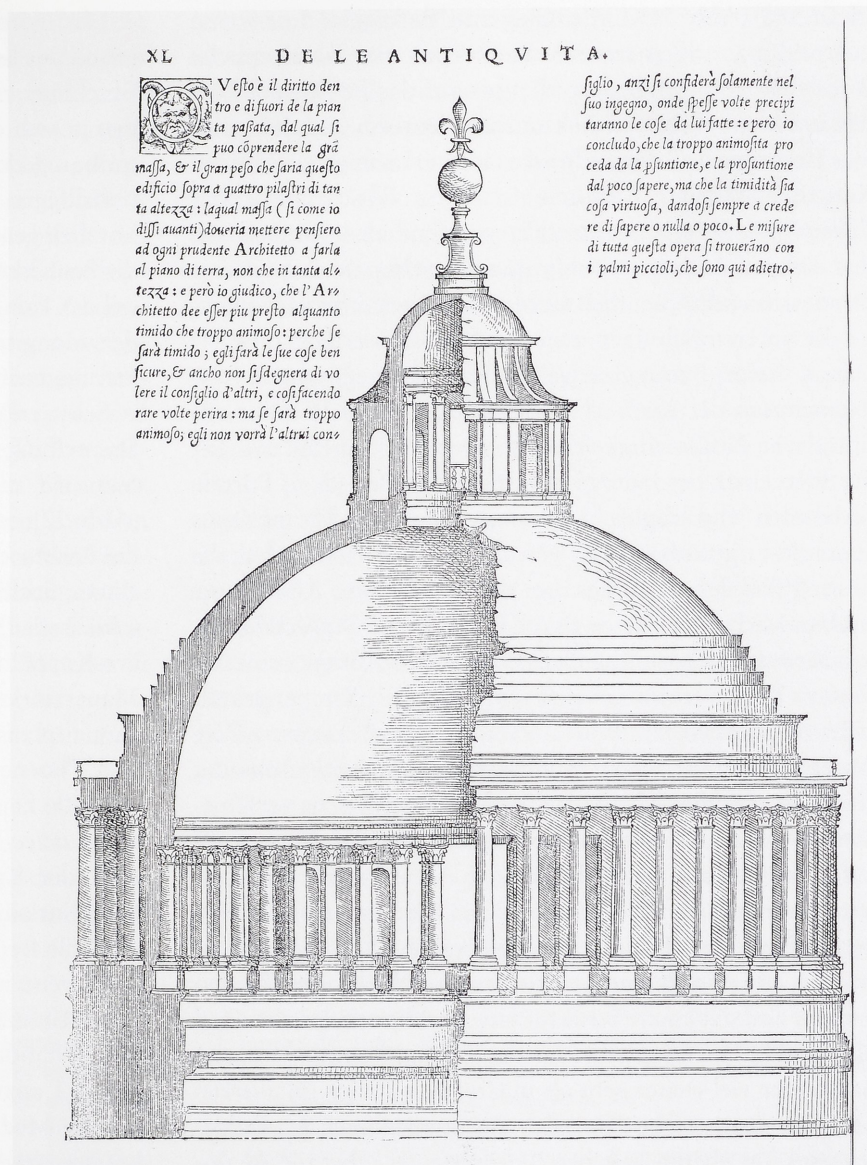 XL DE LE ANTIQVITA.
Veſto è il diritto den
tro e di fuori de la pian
ta paßata, dal qual ſi
puo cõprendere la grã
maſſa, & il gran peſo che ſaria queſto
edificio ſopra a quattro pilaſtri di tan
ta altezza : laqual maſſa ( ſi come io
diſſi auanti)doueria mettere penſiero
ad ogni prudente Architetto a farla
al piano di terra, non che in tanta al-
tezza : e però io giudico, che l'Ar-
chitetto dee eſſer piu preſto alquanto
timido che troppo animoſo : perche ſe
ſarà timido ; egli farà le ſue coſe ben
ſicure,& ancho non ſi ſdegnera di vo
lere il conſiglio d'altri, e coſi facendo
rare volte perira : ma ſe ſarà troppo
animoſo; egli non vorrà l'altrui con-
ſiglio , anzi ſi confiderà ſolamente nel
ſuo ingegno, onde ſpeſſe volte precipi
taranno le coſe da lui fatte : e però io
concludo,che la troppo animoſita pro
ceda da la pſuntione, e la proſuntione
dal poco ſapere, ma che la timidità ſia
coſa virtuoſa, dandoſi ſempre a crede
re di ſapere o nulla o poco. Le miſure
di tutta queſta opera ſi troueráno con
i palmi piccioli, che ſono qui adietro.